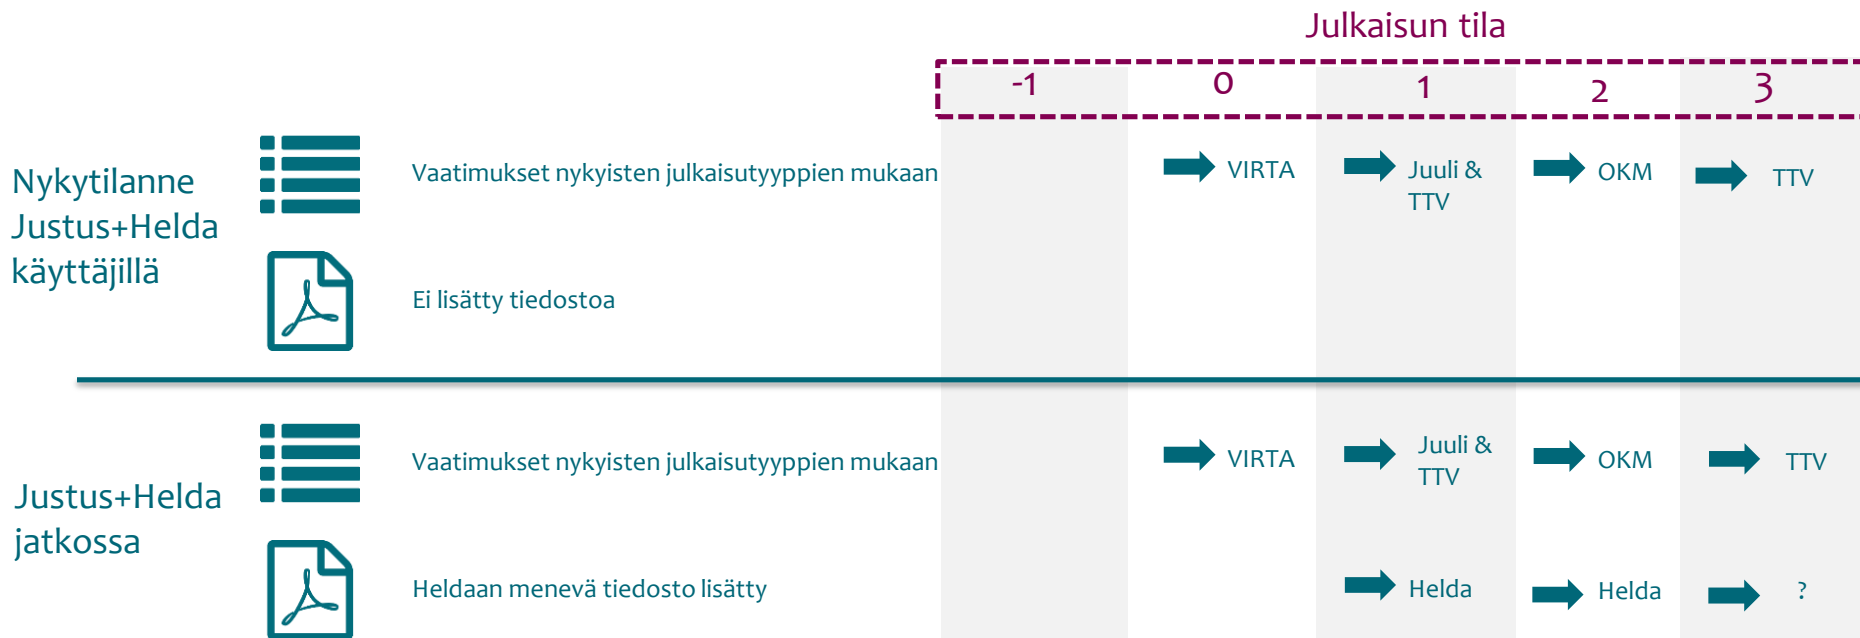 Julkaisun tila
-1 0 1 2 3
Nykytilanne
Justus+Helda
käyttäjillä
Vaatimukset nykyisten julkaisutyyppien mukaan
VIRTA
Juuli &
TTV
OKM
TTV
Ei lisätty tiedostoa
Justus+Helda
jatkossa
Vaatimukset nykyisten julkaisutyyppien mukaan
VIRTA
Juuli &
TTV
OKM
TTV
Heldaan menevä tiedosto lisätty
Helda
Helda
?